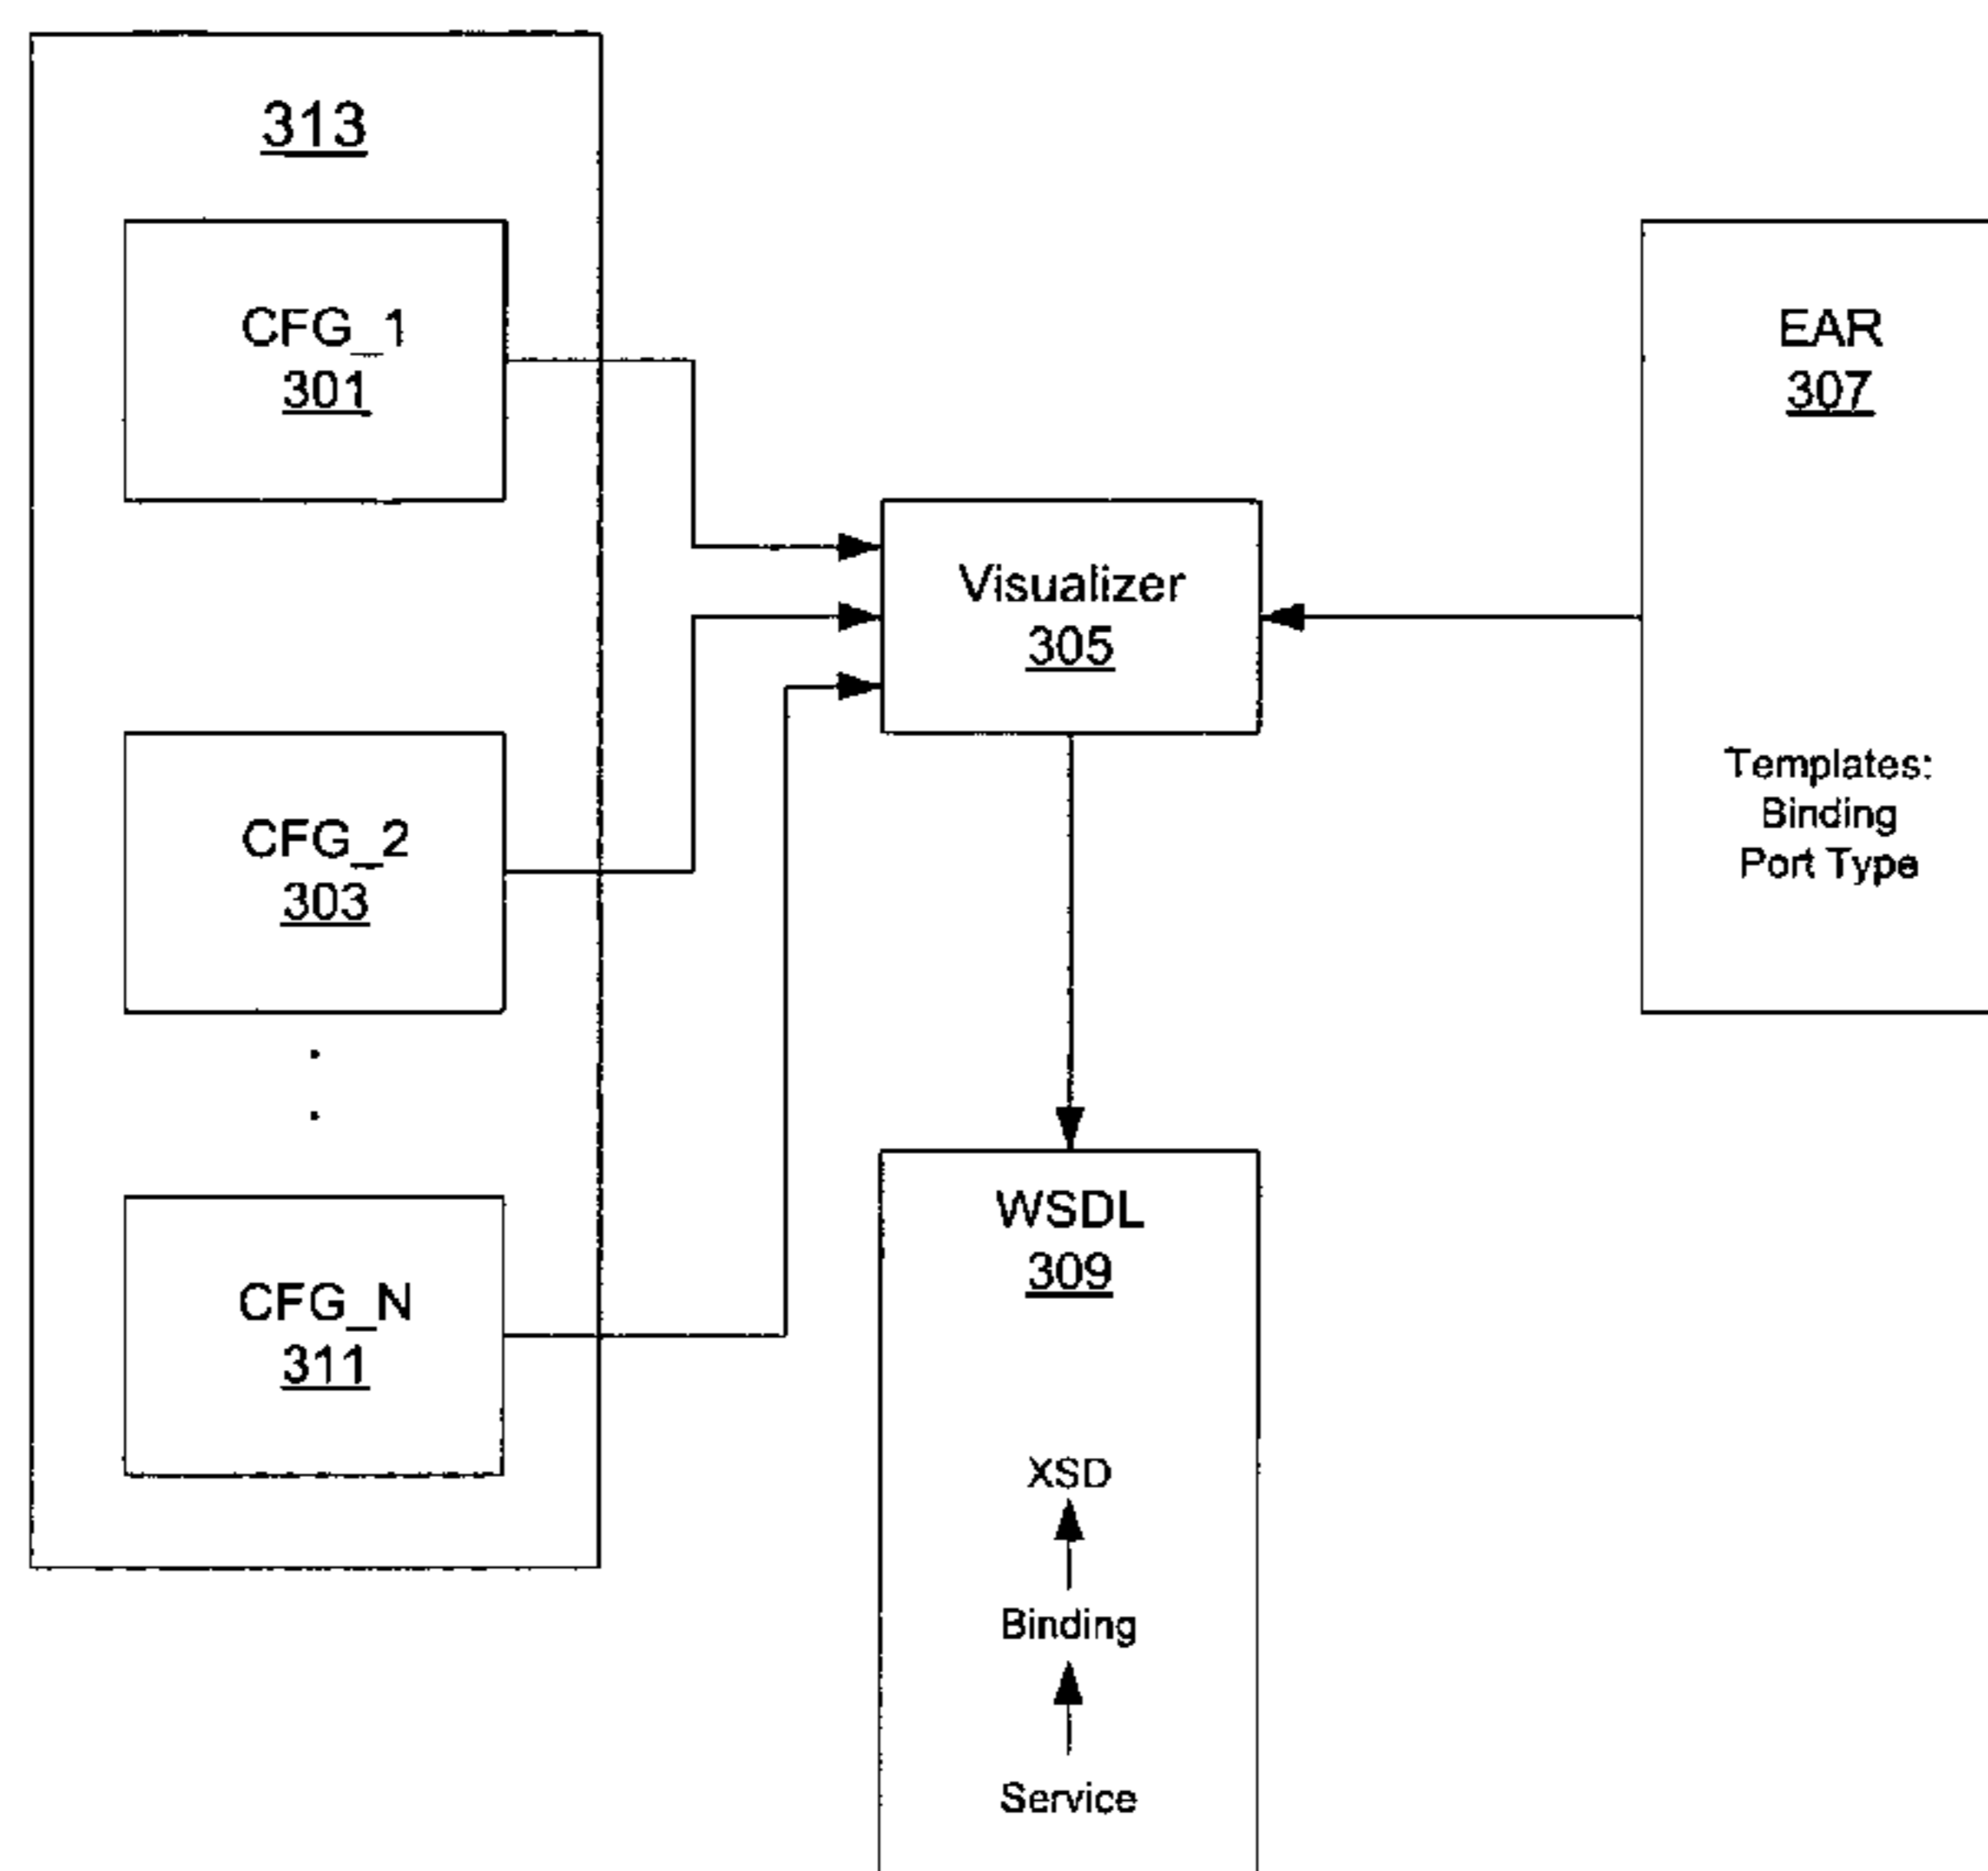 313
CFG_1
301
CFG_2
303
CFG_N
311
Visualizer
305
WSDL
309
XSD
Binding
Service
EAR
307
Templates:
Binding
Port Type